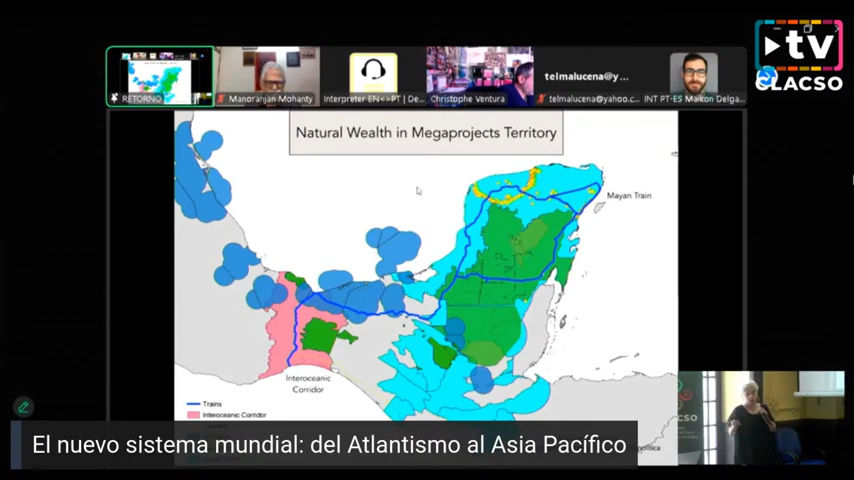 tv
CLACSO
telmalucena@y...
RETORNO
Manoranjan Mohanty
Interpreter EN<>PT | De...
Christophe Ventura
telmalucena@yahoo.c...
INT PT-ES Maikon Delga...
Natural Wealth in Megaprojects Territory
Mayan Train
Interoceanic
Corridor
Trains
Interoceanic Corridor
El nuevo sistema mundial: del Atlantismo al Asia Pacífico